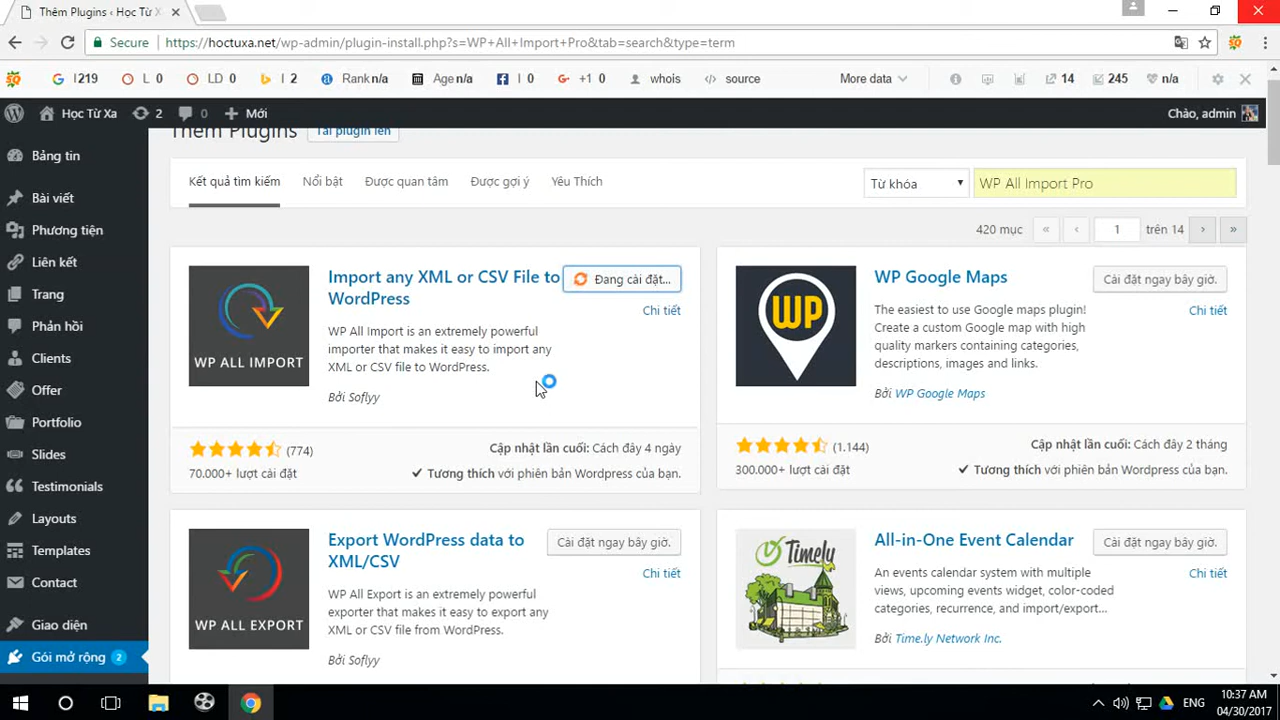 Thêm Plugins ‹ Học Từ X
Secure https://hoctuxa.net/wp-admin/plugin-install.php?s=WP+All+Import+Pro&tab=search&type=term
I219 L 0 LD 0 I 2 Rank n/a Age n/a I 0 +1 0 whois source More data 14 245 n/a
Học Từ Xa 2 0 Mới Chào, admin
Thêm Plugins Tải plugin lên
Bảng tin
Bài viết
Phương tiện
Liên kết
Trang
Phản hồi
Clients
Offer
Portfolio
Slides
Testimonials
Layouts
Templates
Contact
Giao diện
Gói mở rộng 2
Kết quả tìm kiếm Nổi bật Được quan tâm Được gợi ý Yêu Thích Từ khóa WP All Import Pro
420 mục « ‹ 1 trên 14 › »
WP ALL IMPORT
Import any XML or CSV File to
WordPress
Đang cài đặt...
Chi tiết
WP All Import is an extremely powerful
importer that makes it easy to import any
XML or CSV file to WordPress.
Bởi Soflyy
(774)
70.000+ lượt cài đặt
Cập nhật lần cuối: Cách đây 4 ngày
Tương thích với phiên bản Wordpress của bạn.
WP
WP Google Maps
Cài đặt ngay bây giờ.
Chi tiết
The easiest to use Google maps plugin!
Create a custom Google map with high
quality markers containing categories,
descriptions, images and links.
Bởi WP Google Maps
(1.144)
300.000+ lượt cài đặt
Cập nhật lần cuối: Cách đây 2 tháng
Tương thích với phiên bản Wordpress của bạn.
WP ALL EXPORT
Export WordPress data to
XML/CSV
Cài đặt ngay bây giờ.
Chi tiết
WP All Export is an extremely powerful
exporter that makes it easy to export any
XML or CSV file from WordPress.
Bởi Soflyy
Timely
All-in-One Event Calendar
Cài đặt ngay bây giờ.
Chi tiết
An events calendar system with multiple
views, upcoming events widget, color-coded
categories, recurrence, and import/export...
Bởi Time.ly Network Inc.
ENG
10:37 AM
04/30/2017